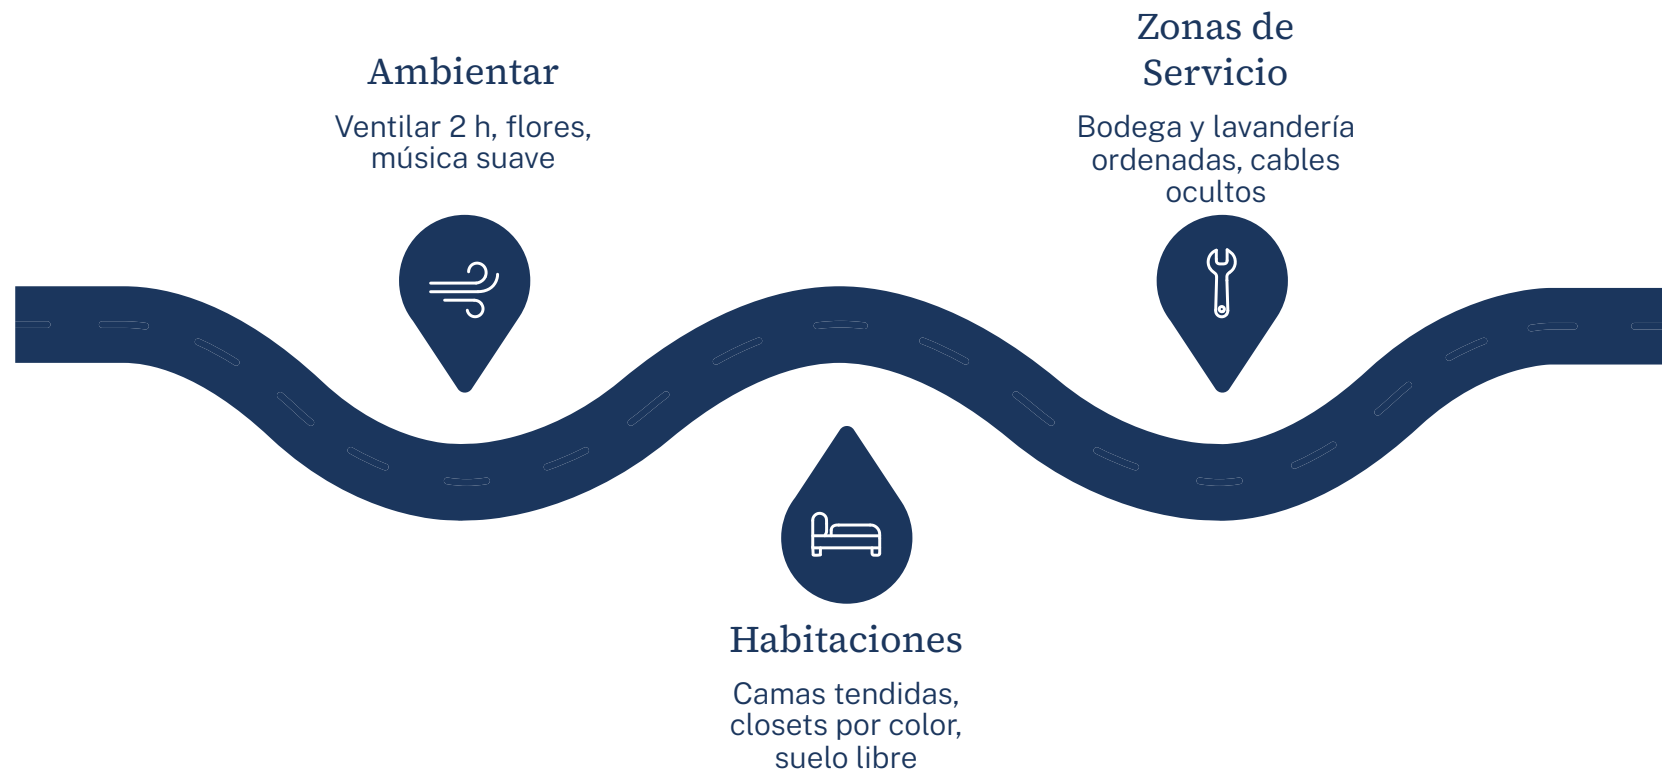 Ambientar
Ventilar 2 h, flores,
música suave
Zonas de
Servicio
Bodega y lavandería
ordenadas, cables
ocultos
Habitaciones
Camas tendidas,
closets por color,
suelo libre